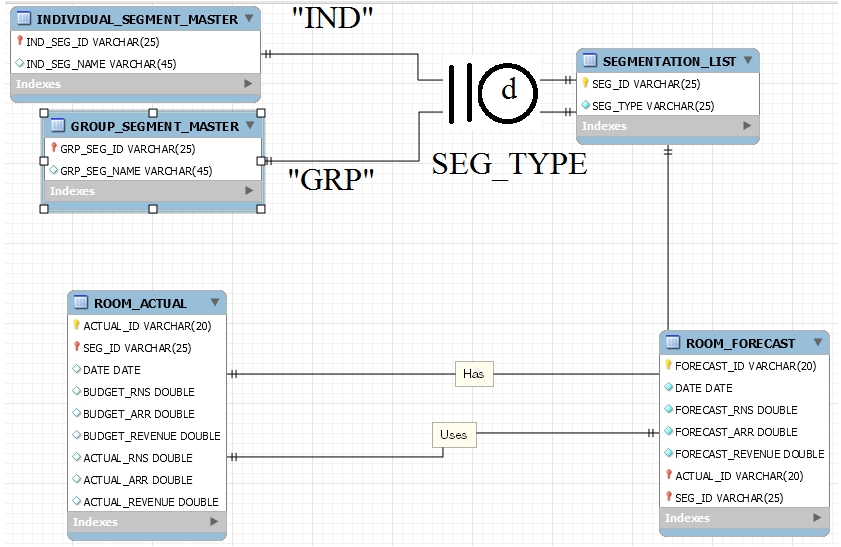 INDIVIDUAL_SEGMENT_MASTER
IND_SEG_ID VARCHAR(25)
IND_SEG_NAME VARCHAR(45)
Indexes
"IND"
GROUP_SEGMENT_MASTER
GRP_SEG_ID VARCHAR(25)
GRP_SEG_NAME VARCHAR(45)
Indexes
"GRP"
d
SEG_TYPE
SEGMENTATION_LIST
SEG_ID VARCHAR(25)
SEG_TYPE VARCHAR(25)
Indexes
ROOM_ACTUAL
ACTUAL_ID VARCHAR(20)
SEG_ID VARCHAR(25)
DATE DATE
BUDGET_RNS DOUBLE
BUDGET_ARR DOUBLE
BUDGET_REVENUE DOUBLE
ACTUAL_RNS DOUBLE
ACTUAL_ARR DOUBLE
ACTUAL_REVENUE DOUBLE
Indexes
Has
Uses
ROOM_FORECAST
FORECAST_ID VARCHAR(20)
DATE DATE
FORECAST_RNS DOUBLE
FORECAST_ARR DOUBLE
FORECAST_REVENUE DOUBLE
ACTUAL_ID VARCHAR(20)
SEG_ID VARCHAR(25)
Indexes